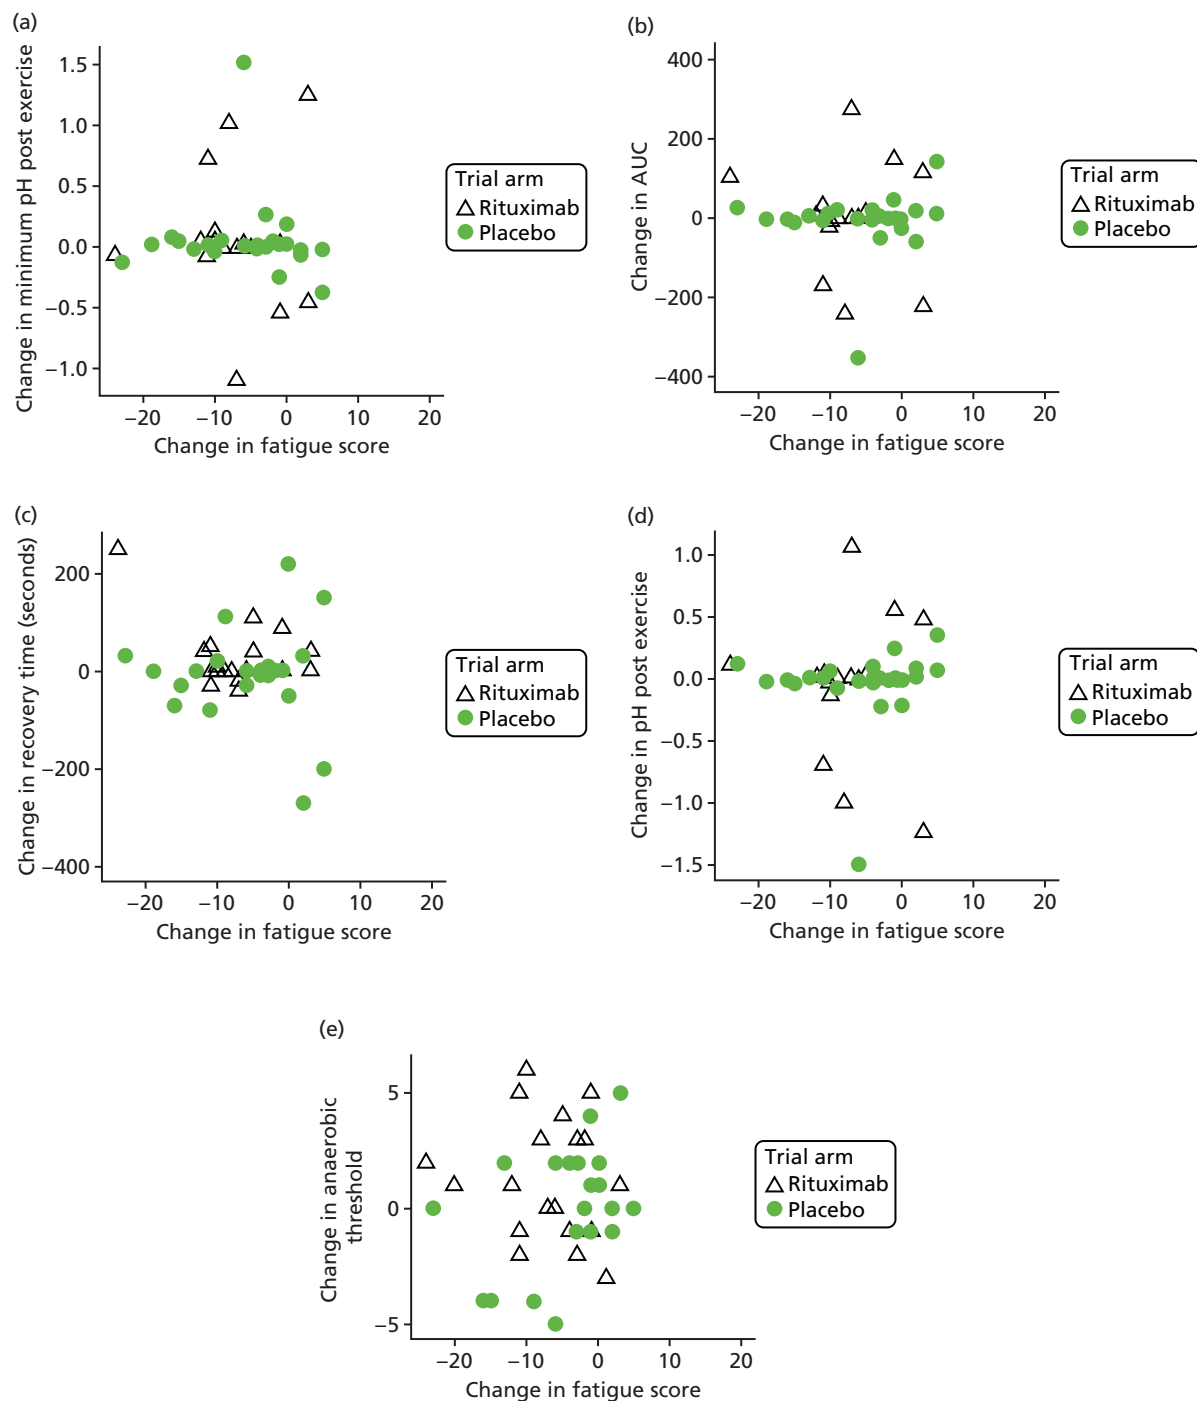 (a)
Change in minimum pH post exercise
1.5
1.0
0.5
0.0
−0.5
−1.0
−20 −10 0 10 20
Change in fatigue score
Trial arm
Rituximab
Placebo
(b)
Change in AUC
400
200
0
−200
−400
−20 −10 0 10 20
Change in fatigue score
Trial arm
Rituximab
Placebo
(c)
Change in recovery time (seconds)
200
0
−200
−400
−20 −10 0 10 20
Change in fatigue score
Trial arm
Rituximab
Placebo
(d)
Change in pH post exercise
1.0
0.5
0.0
−0.5
−1.0
−1.5
−20 −10 0 10 20
Change in fatigue score
Trial arm
Rituximab
Placebo
(e)
Change in anaerobic
threshold
5
0
−5
−20 −10 0 10 20
Change in fatigue score
Trial arm
Rituximab
Placebo